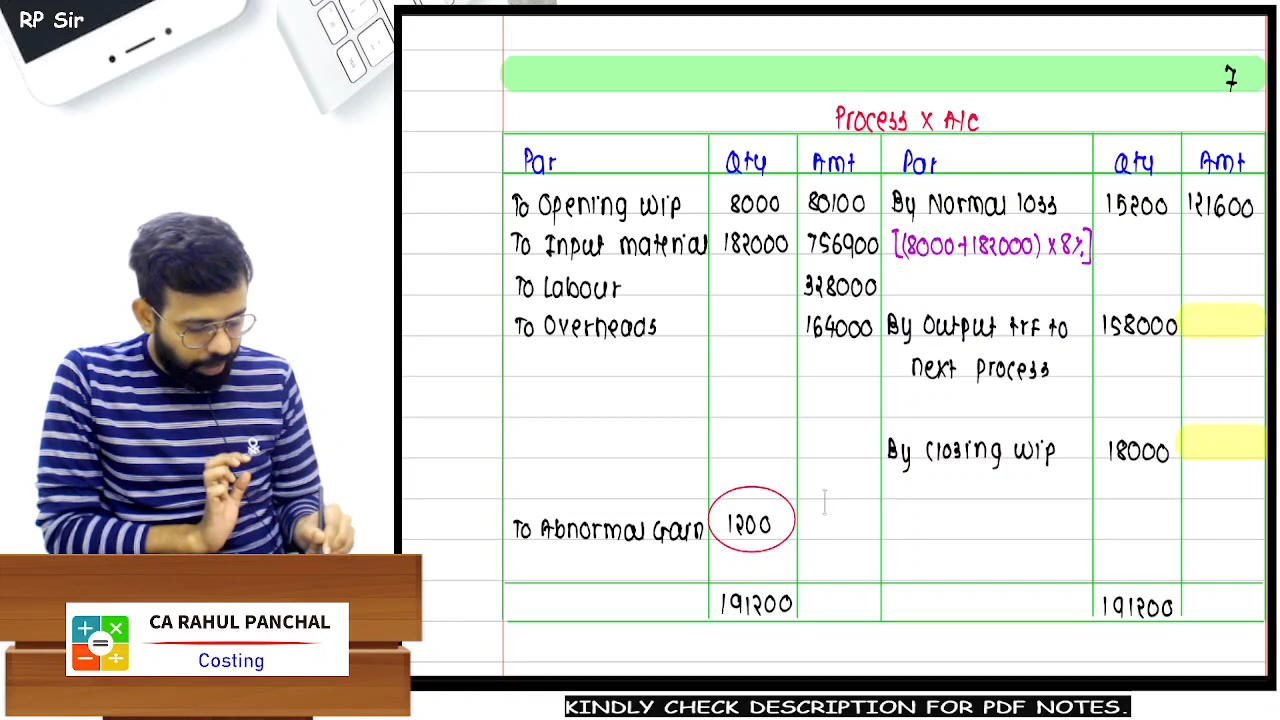 RP Sir
7
Process X A/c
Par Qty Amt Par Qty Amt
To Opening wip 8000 80100 By Normal loss 15200 121600
To Input material 182000 756900 [(8000+182000) x 8%]
To Labour 328000
To Overheads 164000 By Output trf to 158000
next process
By Closing wip 18000
To Abnormal Gain 1200
191200 191200
CA RAHUL PANCHAL
Costing
KINDLY CHECK DESCRIPTION FOR PDF NOTES.